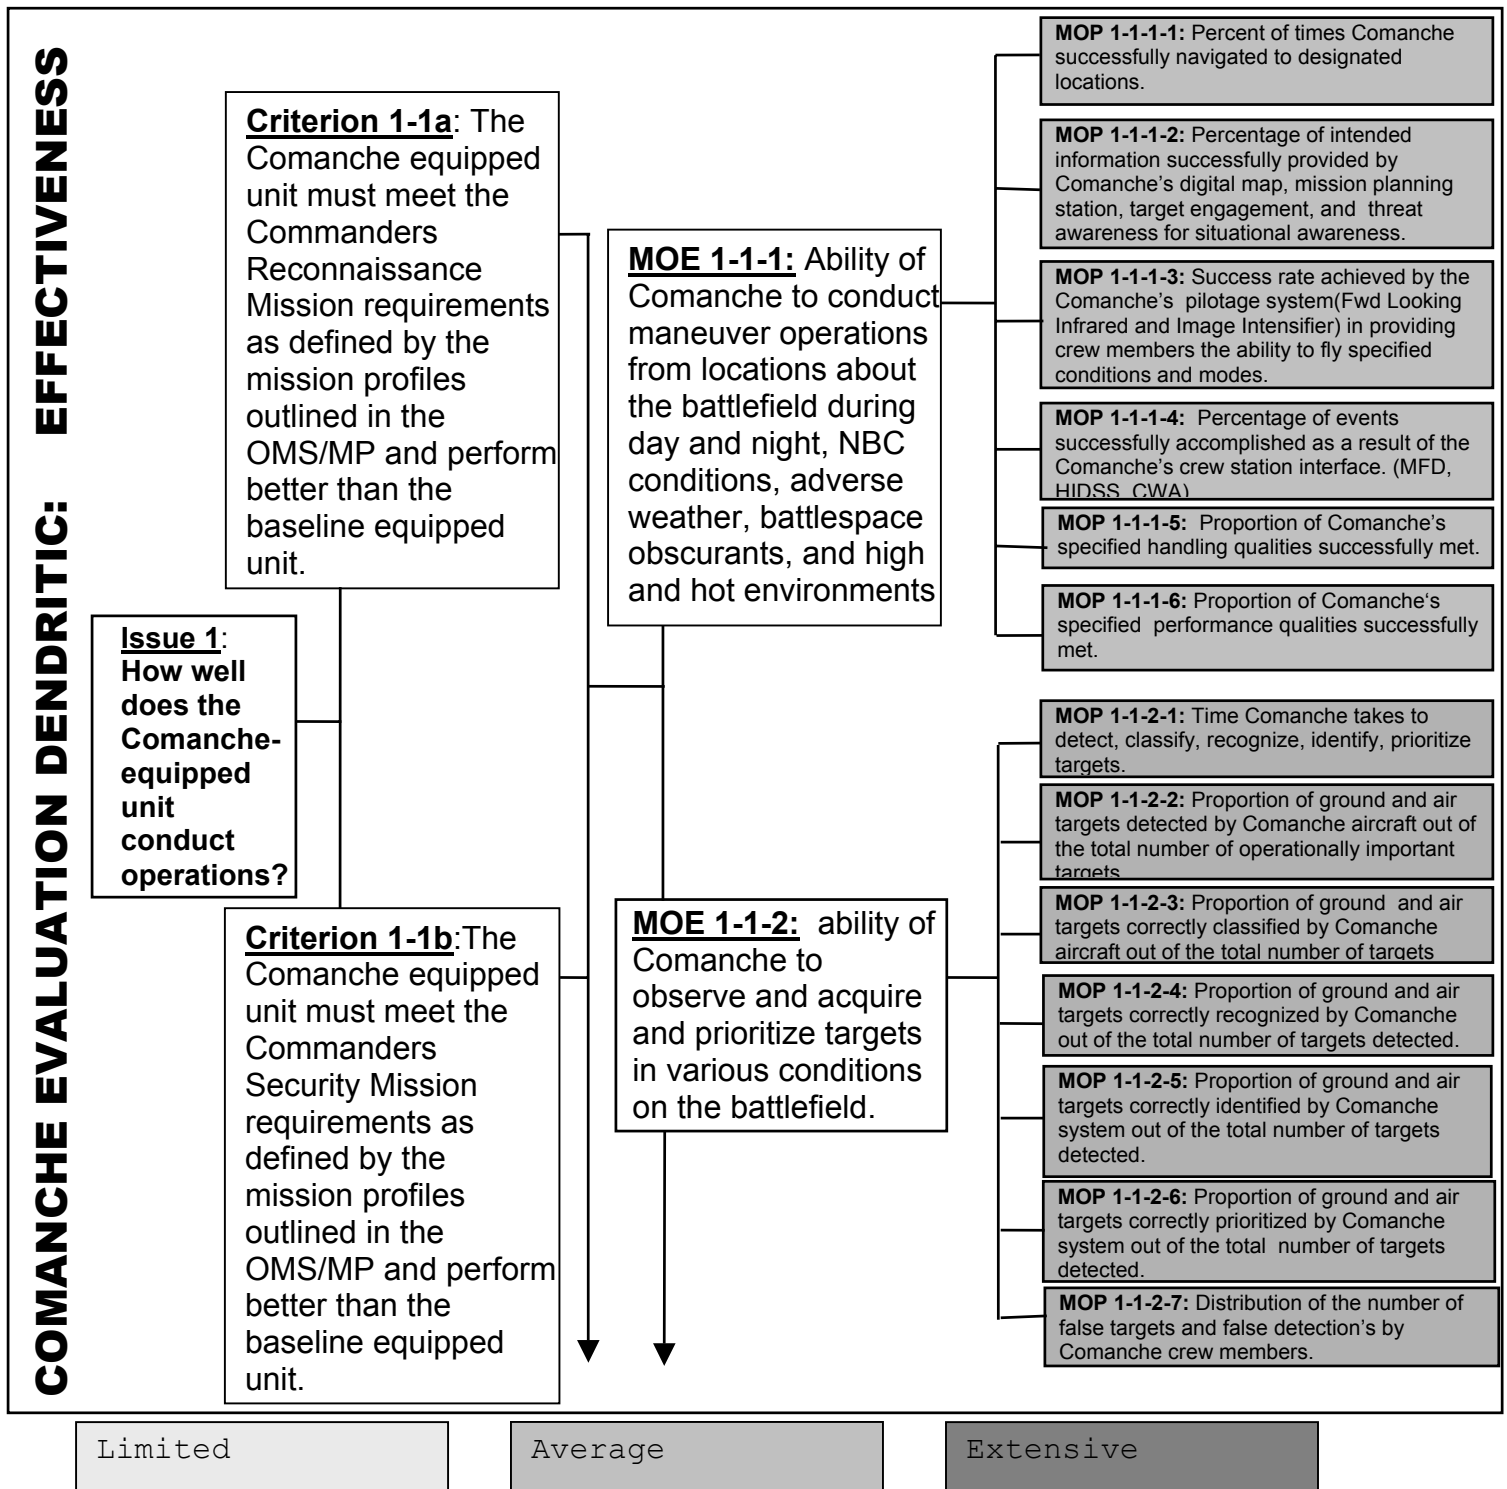 COMANCHE EVALUATION DENDRITIC: EFFECTIVENESS
Issue 1:
How well
does the
Comanche-
equipped
unit
conduct
operations?
Criterion 1-1a: The
Comanche equipped
unit must meet the
Commanders
Reconnaissance
Mission requirements
as defined by the
mission profiles
outlined in the
OMS/MP and perform
better than the
baseline equipped
unit.
Criterion 1-1b:The
Comanche equipped
unit must meet the
Commanders
Security Mission
requirements as
defined by the
mission profiles
outlined in the
OMS/MP and perform
better than the
baseline equipped
unit.
MOE 1-1-1: Ability of
Comanche to conduct
maneuver operations
from locations about
the battlefield during
day and night, NBC
conditions, adverse
weather, battlespace
obscurants, and high
and hot environments
MOE 1-1-2: ability of
Comanche to
observe and acquire
and prioritize targets
in various conditions
on the battlefield.
MOP 1-1-1-1: Percent of times Comanche
successfully navigated to designated
locations.
MOP 1-1-1-2: Percentage of intended
information successfully provided by
Comanche's digital map, mission planning
station, target engagement, and threat
awareness for situational awareness.
MOP 1-1-1-3: Success rate achieved by the
Comanche's pilotage system(Fwd Looking
Infrared and Image Intensifier) in providing
crew members the ability to fly specified
conditions and modes.
MOP 1-1-1-4: Percentage of events
successfully accomplished as a result of the
Comanche's crew station interface. (MFD,
HIDSS, CWA)
MOP 1-1-1-5: Proportion of Comanche's
specified handling qualities successfully met.
MOP 1-1-1-6: Proportion of Comanche‘s
specified performance qualities successfully
met.
MOP 1-1-2-1: Time Comanche takes to
detect, classify, recognize, identify, prioritize
targets.
MOP 1-1-2-2: Proportion of ground and air
targets detected by Comanche aircraft out of
the total number of operationally important
targets
MOP 1-1-2-3: Proportion of ground and air
targets correctly classified by Comanche
aircraft out of the total number of targets
MOP 1-1-2-4: Proportion of ground and air
targets correctly recognized by Comanche
out of the total number of targets detected.
MOP 1-1-2-5: Proportion of ground and air
targets correctly identified by Comanche
system out of the total number of targets
detected.
MOP 1-1-2-6: Proportion of ground and air
targets correctly prioritized by Comanche
system out of the total number of targets
detected.
MOP 1-1-2-7: Distribution of the number of
false targets and false detection's by
Comanche crew members.
Limited
Average
Extensive